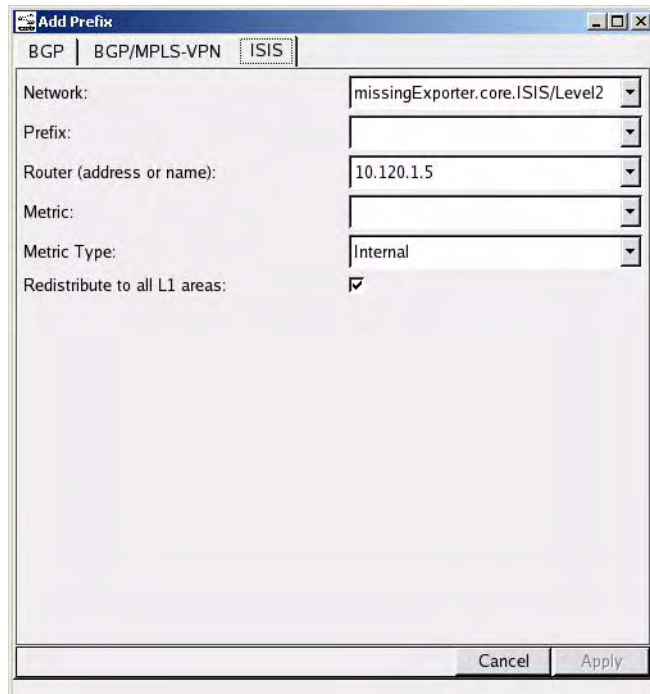 Add Prefix
BGP BGP/MPLS-VPN ISIS
Network: missingExporter.core.ISIS/Level2
Prefix:
Router (address or name): 10.120.1.5
Metric:
Metric Type: Internal
Redistribute to all L1 areas:
Cancel Apply